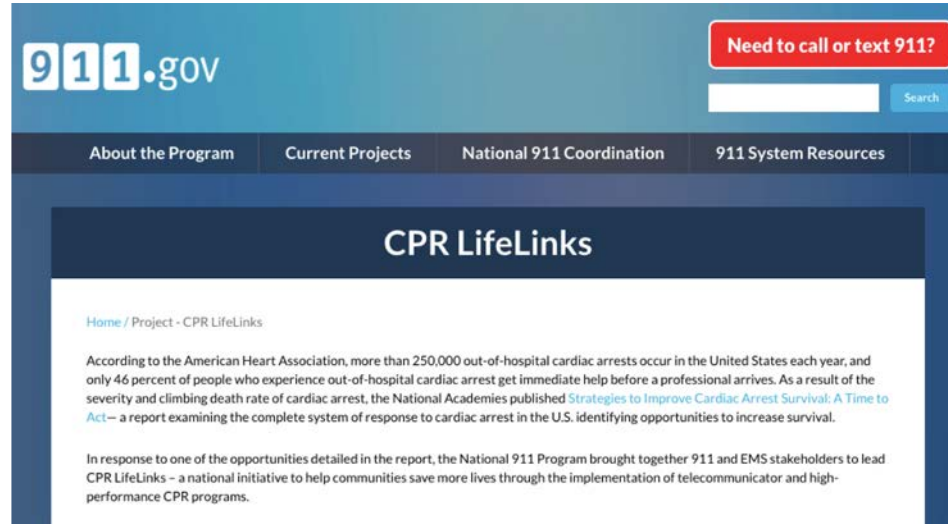 911.gov
Need to call or text 911?
Search
About the Program Current Projects National 911 Coordination 911 System Resources
CPR LifeLinks
Home / Project - CPR LifeLinks
According to the American Heart Association, more than 250,000 out-of-hospital cardiac arrests occur in the United States each year, and
only 46 percent of people who experience out-of-hospital cardiac arrest get immediate help before a professional arrives. As a result of the
severity and climbing death rate of cardiac arrest, the National Academies published Strategies to Improve Cardiac Arrest Survival: A Time to
Act— a report examining the complete system of response to cardiac arrest in the U.S. identifying opportunities to increase survival.
In response to one of the opportunities detailed in the report, the National 911 Program brought together 911 and EMS stakeholders to lead
CPR LifeLinks – a national initiative to help communities save more lives through the implementation of telecommunicator and high-
performance CPR programs.